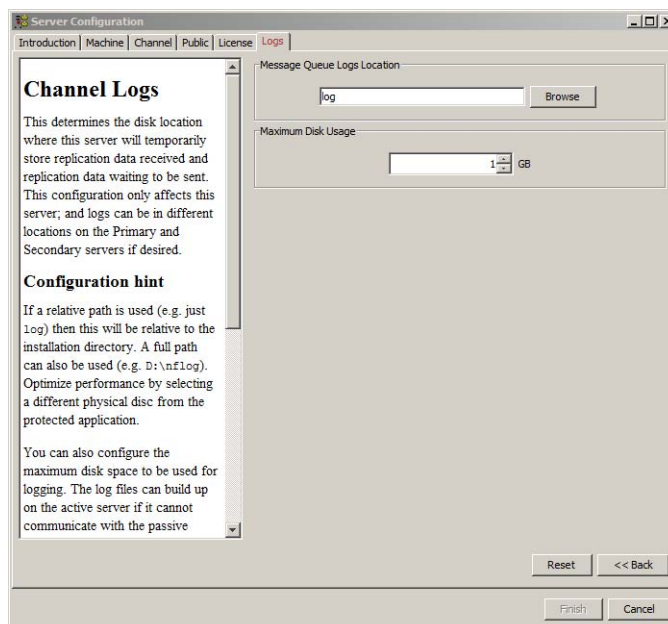 Server Configuration
Introduction Machine Channel Public License Logs
Channel Logs
This determines the disk location
where this server will temporarily
store replication data received and
replication data waiting to be sent.
This configuration only affects this
server; and logs can be in different
locations on the Primary and
Secondary servers if desired.
Configuration hint
If a relative path is used (e.g. just
log) then this will be relative to the
installation directory. A full path
can also be used (e.g. D:\nflog).
Optimize performance by selecting
a different physical disc from the
protected application.
You can also configure the
maximum disk space to be used for
logging. The log files can build up
on the active server if it cannot
communicate with the passive
Message Queue Logs Location
log Browse
Maximum Disk Usage
1 GB
Reset << Back
Finish Cancel